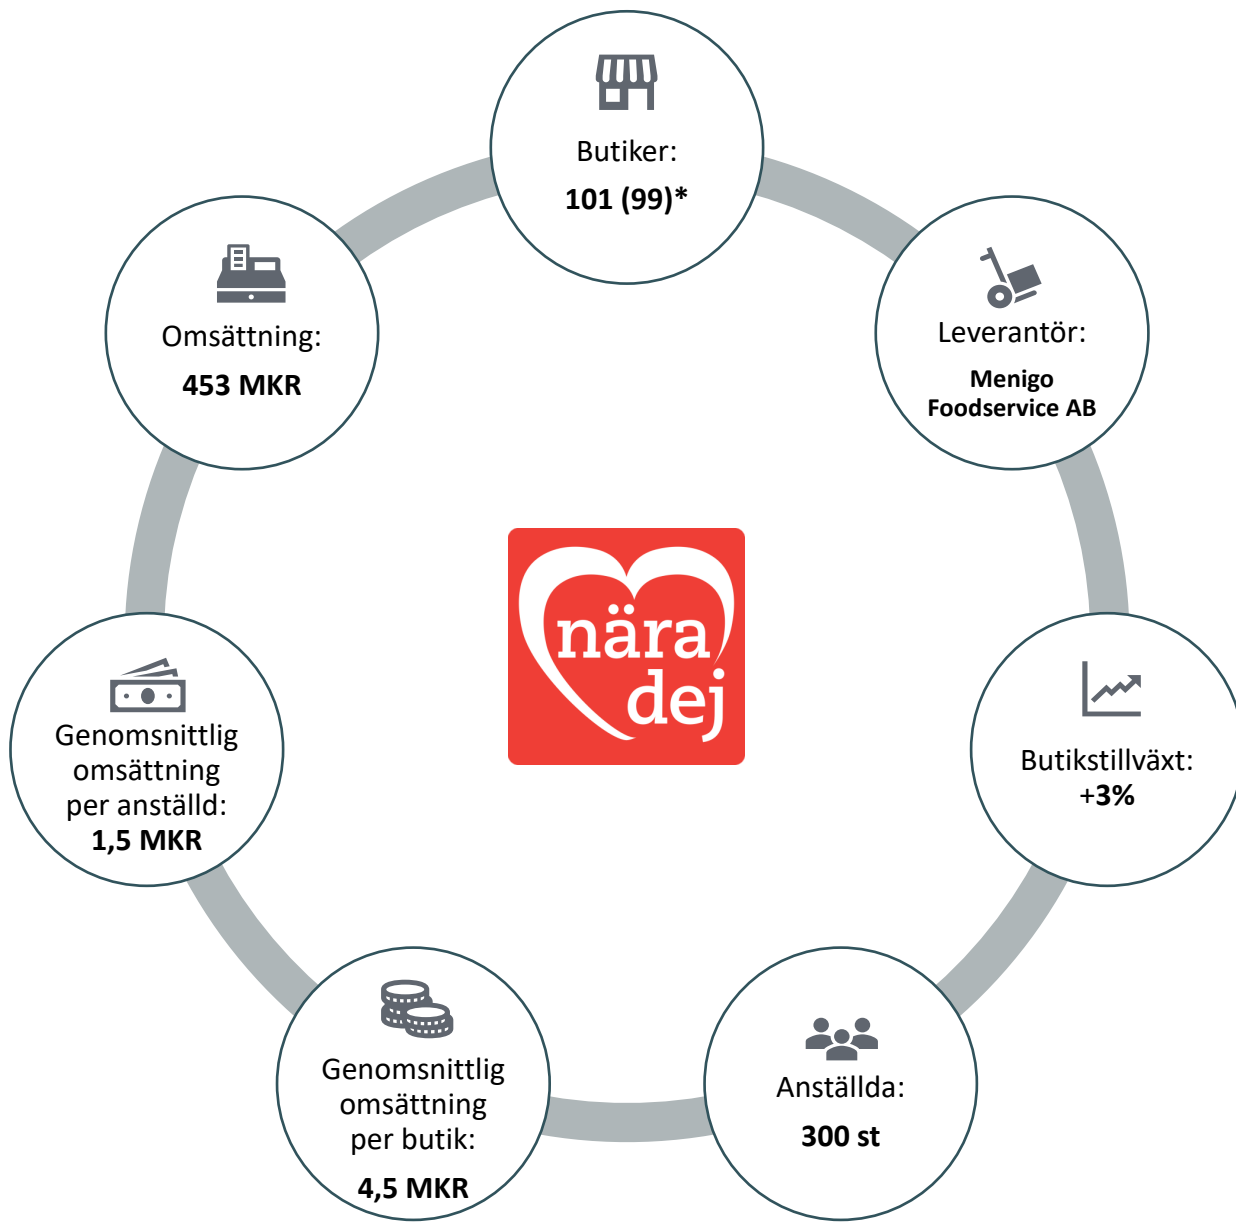 Butiker:
101 (99)*
Leverantör:
Menigo
Foodservice AB
Butikstillväxt:
+3%
Anställda:
300 st
Genomsnittlig
omsättning
per butik:
4,5 MKR
Genomsnittlig
omsättning
per anställd:
1,5 MKR
Omsättning:
453 MKR
nära
dej